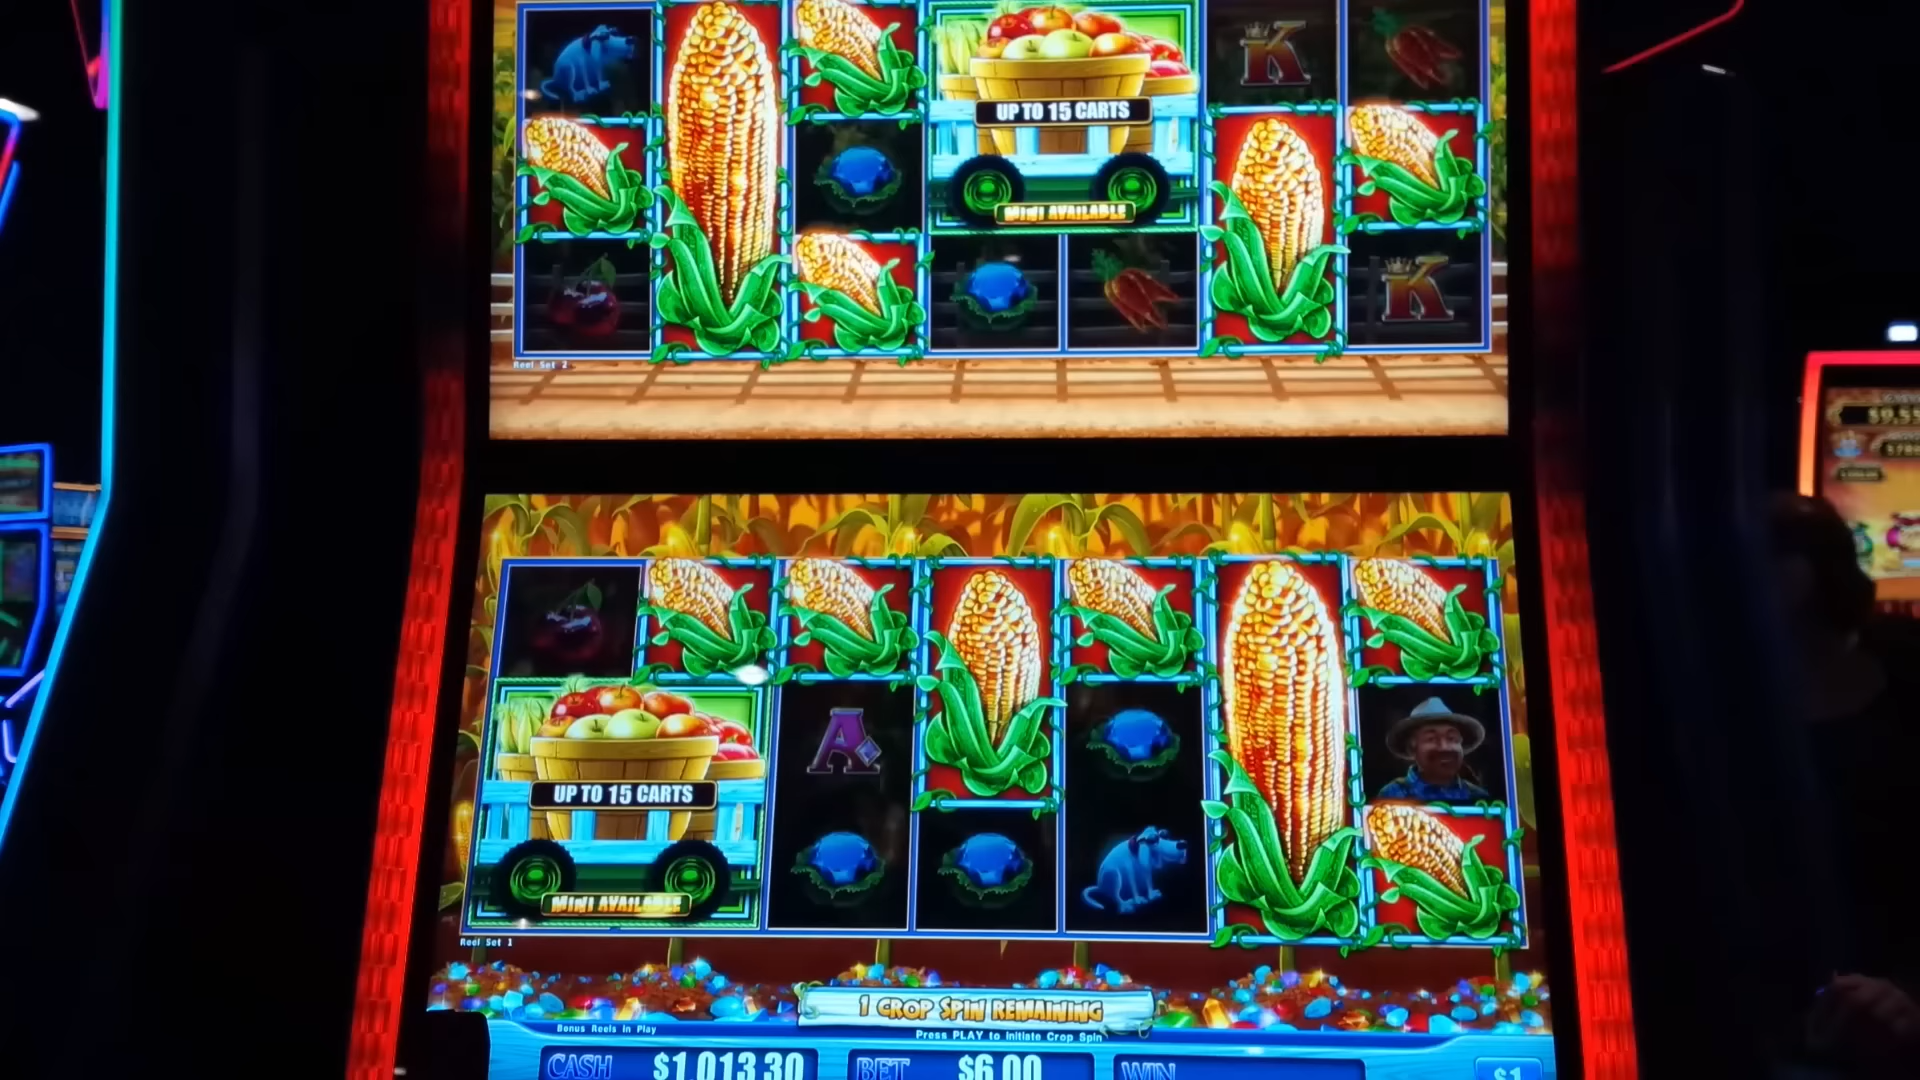 K
UP TO 15 CARTS
MINI AVAILABLE
K
Reel Set 2
A
UP TO 15 CARTS
MINI AVAILABLE
Reel Set 1
1 CROP SPIN REMAINING
Bonus Reels in Play
Press PLAY to initiate Crop Spin
CASH $1,013.30 BET $6.00 WIN $1